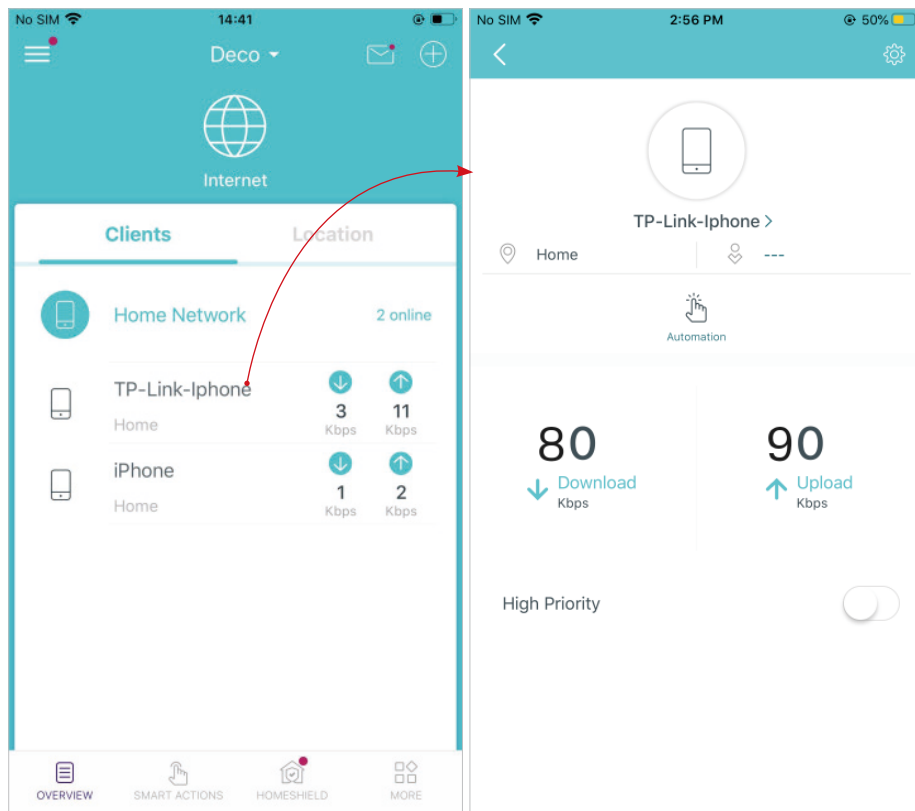 No SIM 14:41
Deco
Internet
Clients Location
Home Network 2 online
TP-Link-Iphone
Home
3 11
Kbps Kbps
iPhone
Home
1 2
Kbps Kbps
OVERVIEW SMART ACTIONS HOMESHIELD MORE
No SIM 2:56 PM 50%
TP-Link-Iphone >
Home ---
Automation
80 90
Download Upload
Kbps Kbps
High Priority